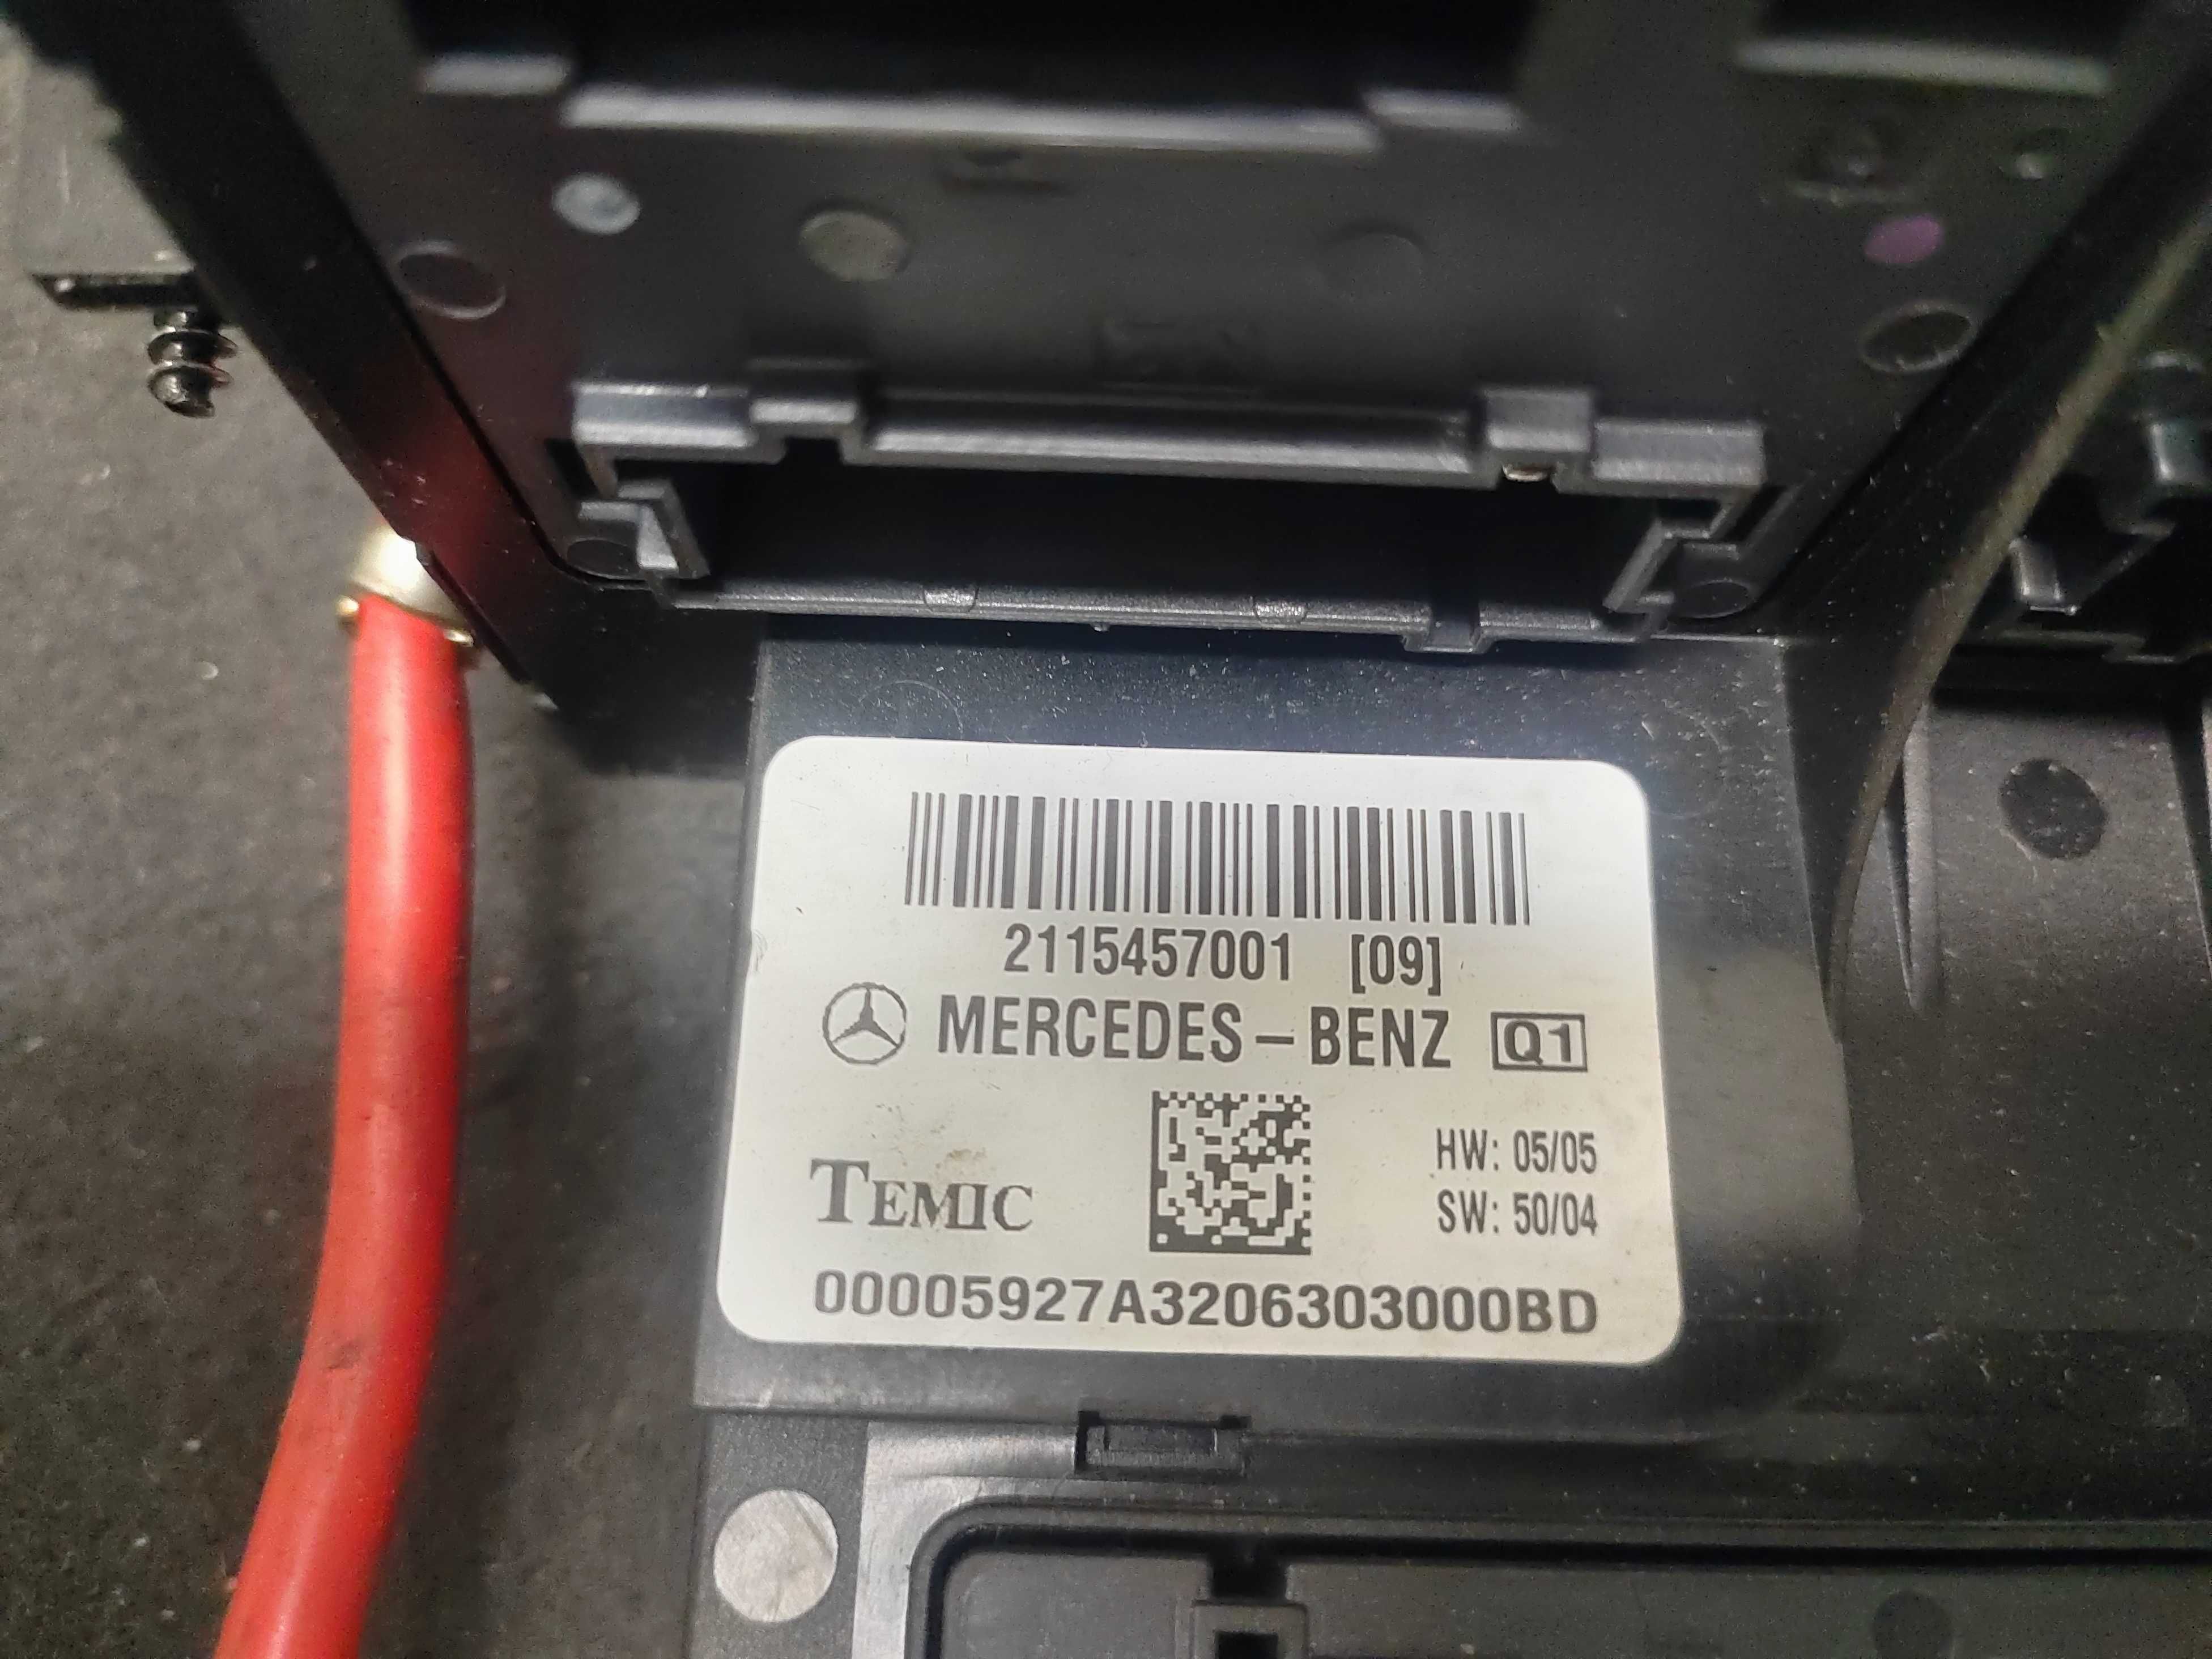 2115457001 [09]
MERCEDES-BENZ Q1
HW: 05/05
TEMIC
SW: 50/04
00005927A3206303000BD